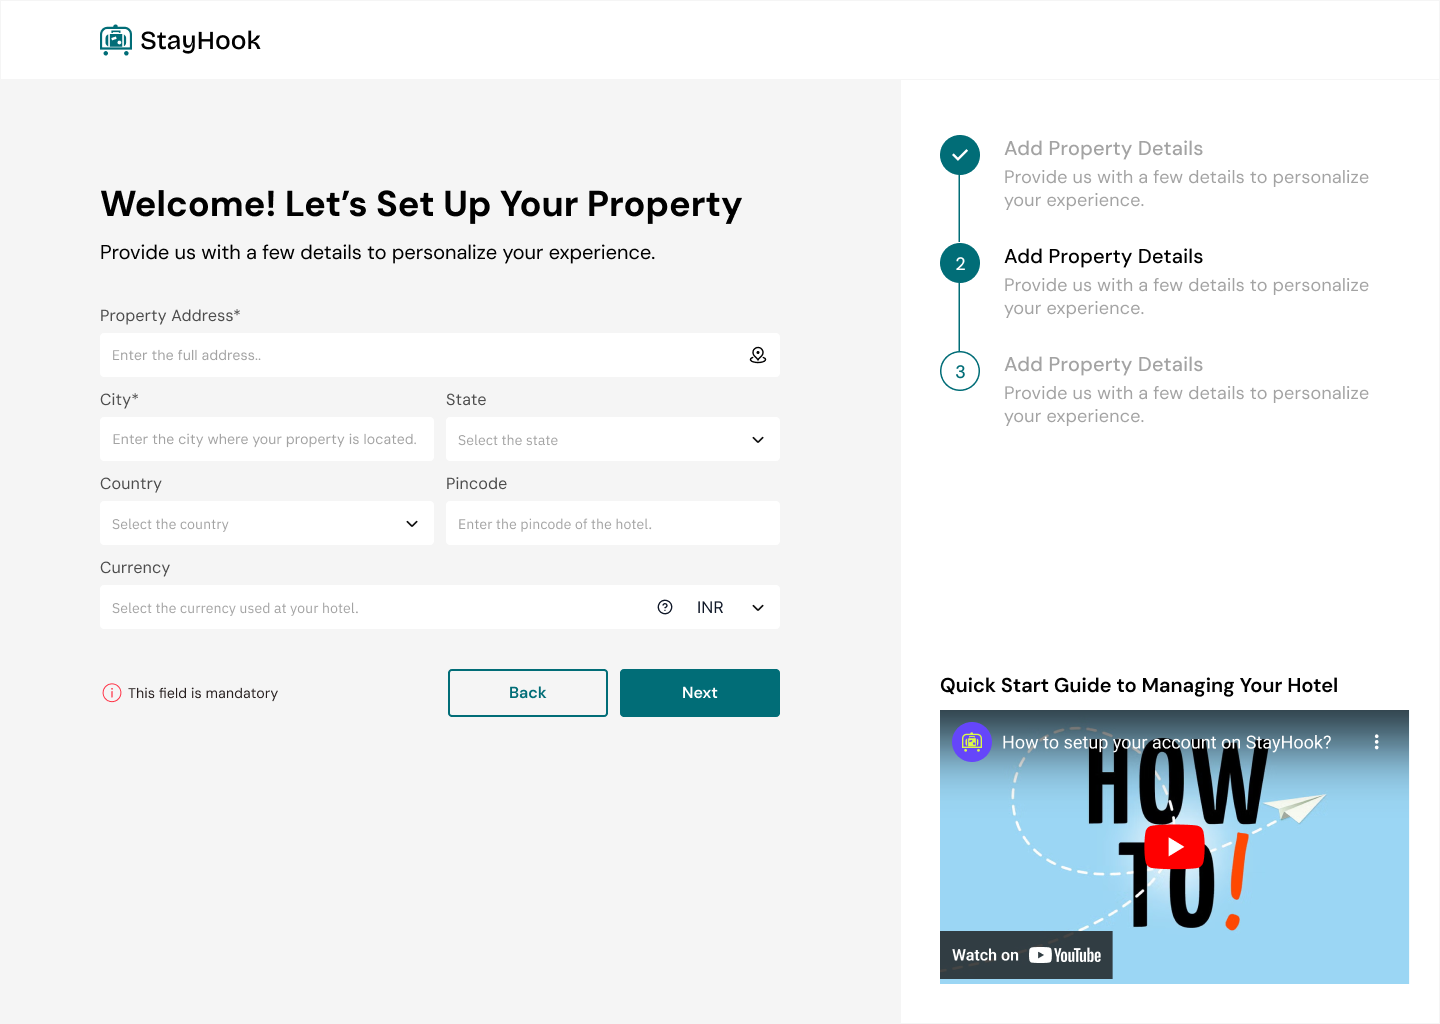 StayHook
Welcome! Let’s Set Up Your Property
Provide us with a few details to personalize your experience.
Property Address*
Enter the full address..
City*
Enter the city where your property is located.
State
Select the state
Country
Select the country
Pincode
Enter the pincode of the hotel.
Currency
Select the currency used at your hotel.
INR
This field is mandatory
Back
Next
Add Property Details
Provide us with a few details to personalize
your experience.
2
Add Property Details
Provide us with a few details to personalize
your experience.
3
Add Property Details
Provide us with a few details to personalize
your experience.
Quick Start Guide to Managing Your Hotel
How to setup your account on StayHook?
HOW
TO!
Watch on YouTube